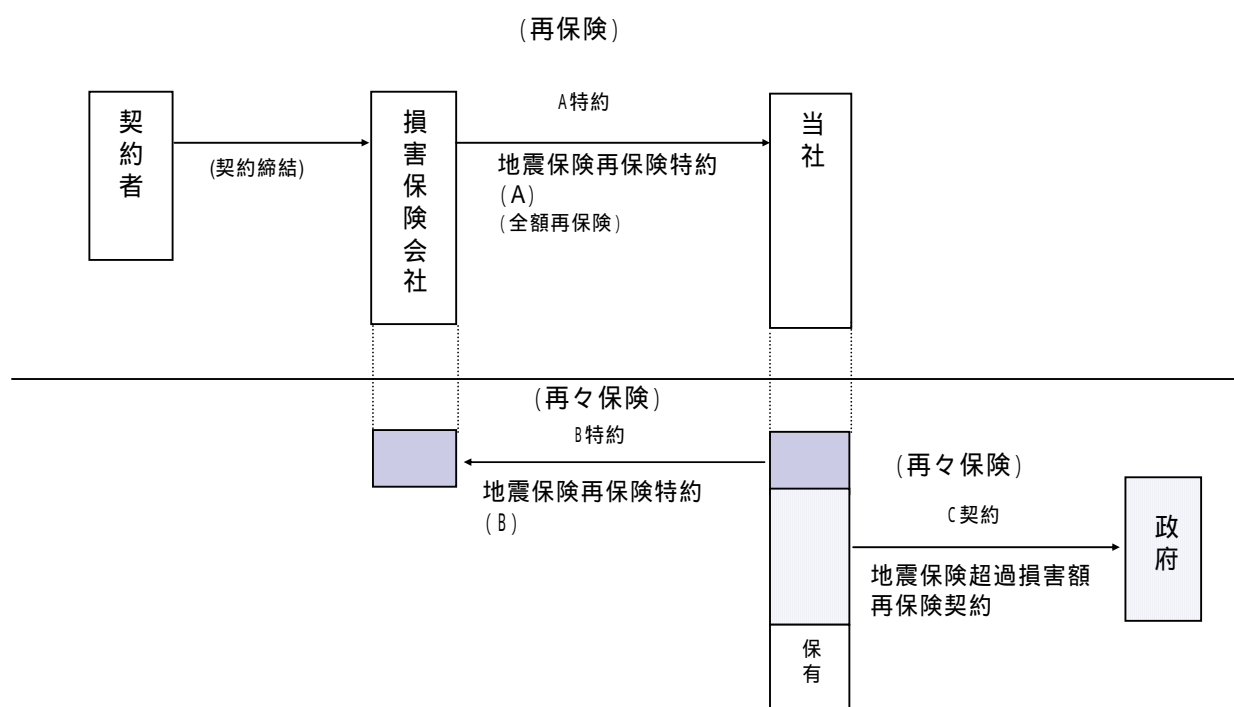 (再保険)
契約者
(契約締結)
損害保険会社
A特約
地震保険再保険特約
(A)
(全額再保険)
当社
(再々保険)
B特約
地震保険再保険特約
(B)
(再々保険)
C契約
地震保険超過損害額
再保険契約
政府
保有